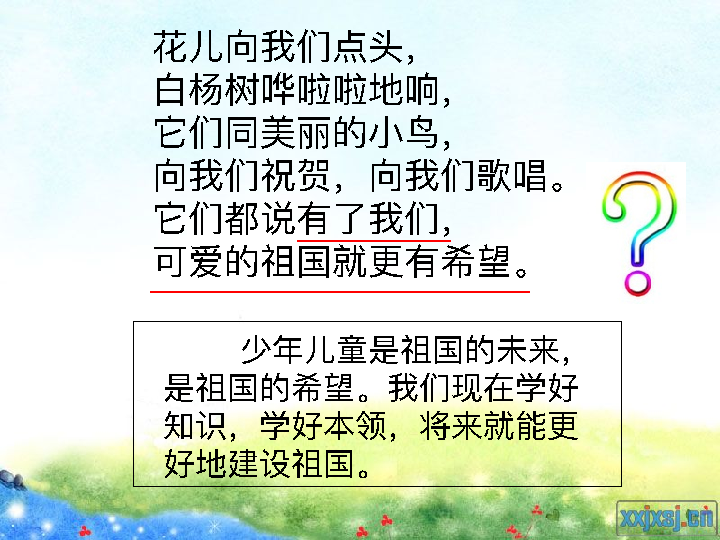 花儿向我们点头，
白杨树哗啦啦地响，
它们同美丽的小鸟，
向我们祝贺，向我们歌唱。
它们都说有了我们，
可爱的祖国就更有希望。
?
少年儿童是祖国的未来，
是祖国的希望。我们现在学好
知识，学好本领，将来就能更
好地建设祖国。
xxjxsj.cn